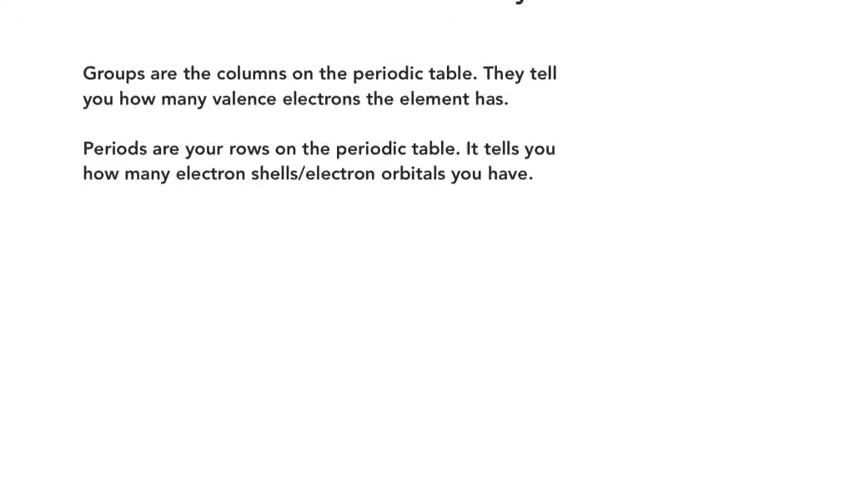 Groups are the columns on the periodic table. They tell
you how many valence electrons the element has.
Periods are your rows on the periodic table. It tells you
how many electron shells/electron orbitals you have.